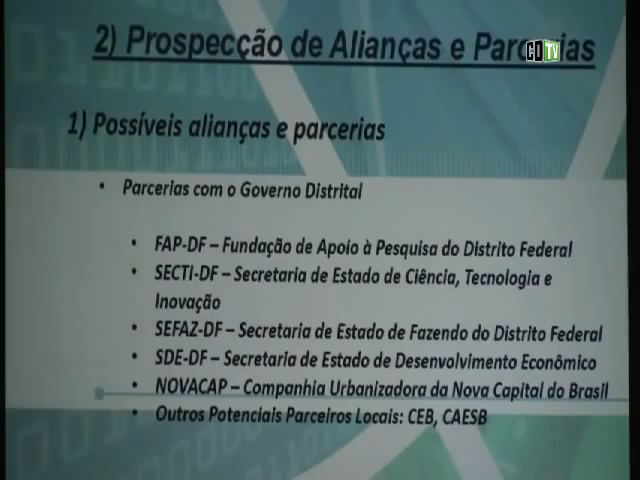 2) Prospecção de Alianças e Parcerias
CDTV
1) Possíveis alianças e parcerias
• Parcerias com o Governo Distrital
• FAP-DF – Fundação de Apoio à Pesquisa do Distrito Federal
• SECTI-DF – Secretaria de Estado de Ciência, Tecnologia e
Inovação
• SEFAZ-DF – Secretaria de Estado de Fazendo do Distrito Federal
• SDE-DF – Secretaria de Estado de Desenvolvimento Econômico
• NOVACAP – Companhia Urbanizadora da Nova Capital do Brasil
• Outros Potenciais Parceiros Locais: CEB, CAESB